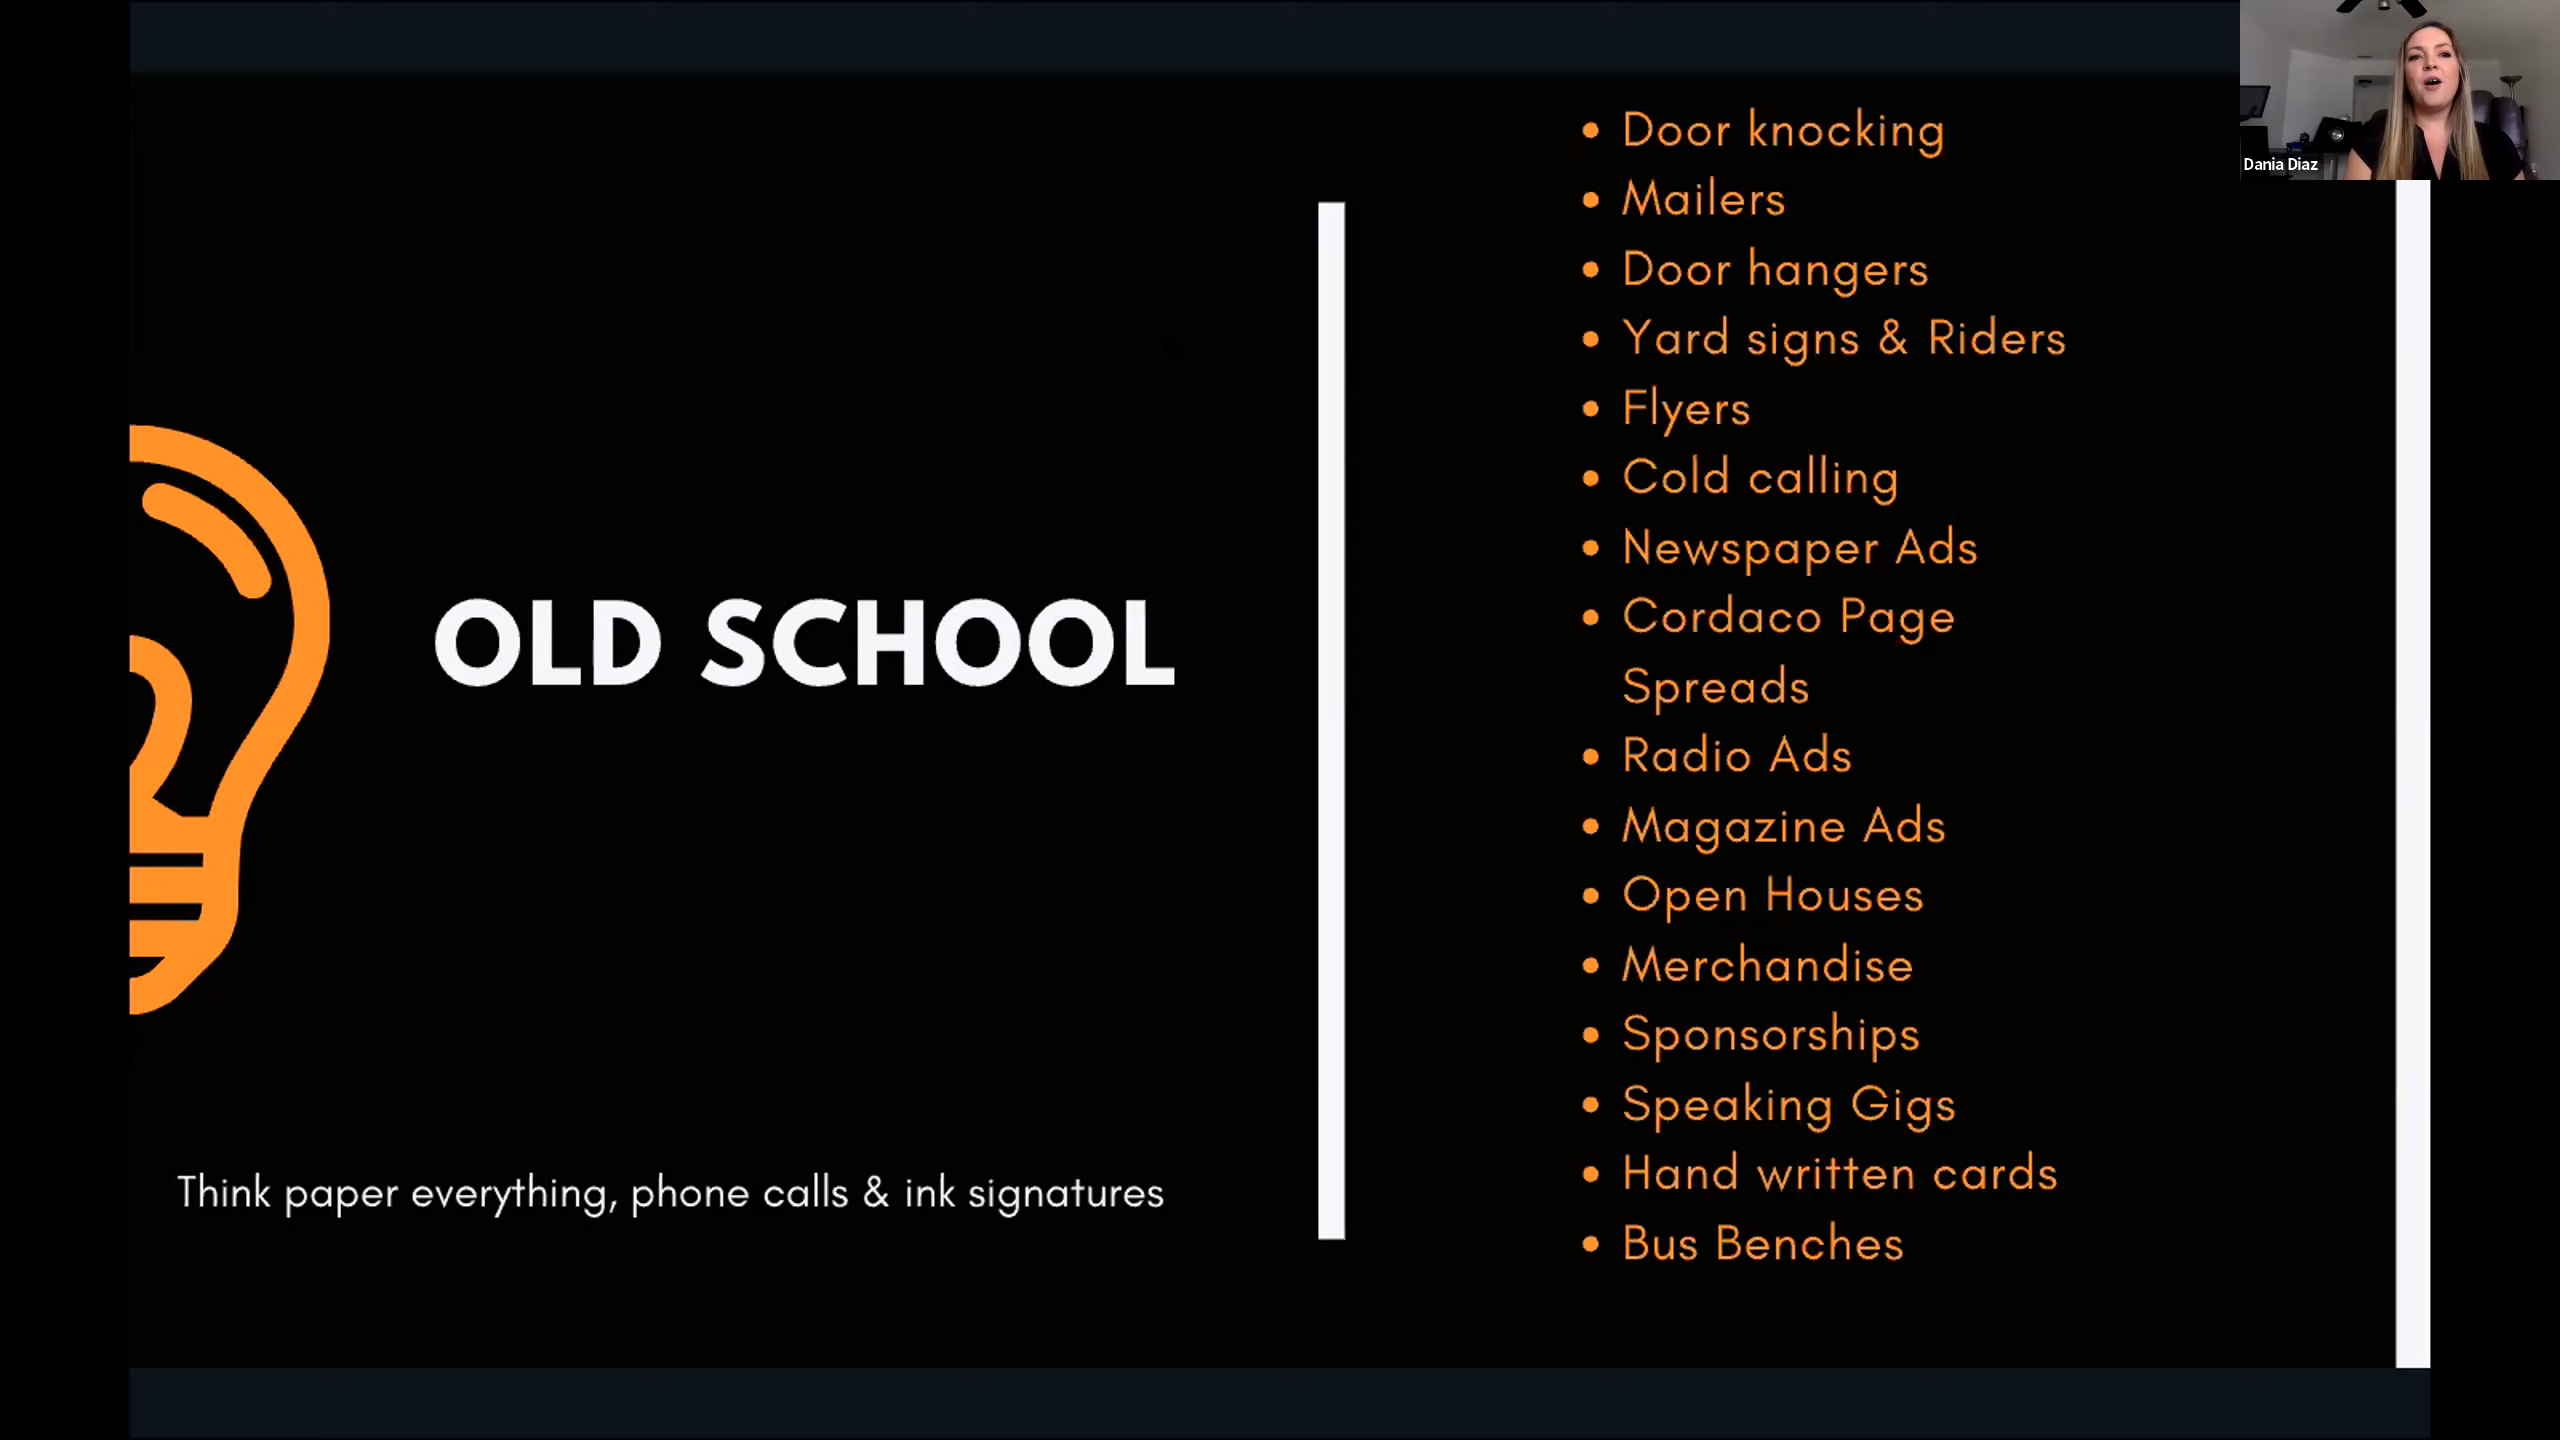 OLD SCHOOL
Think paper everything, phone calls & ink signatures
Door knocking
Mailers
Door hangers
Yard signs & Riders
Flyers
Cold calling
Newspaper Ads
Cordaco Page
Spreads
Radio Ads
Magazine Ads
Open Houses
Merchandise
Sponsorships
Speaking Gigs
Hand written cards
Bus Benches
Dania Diaz